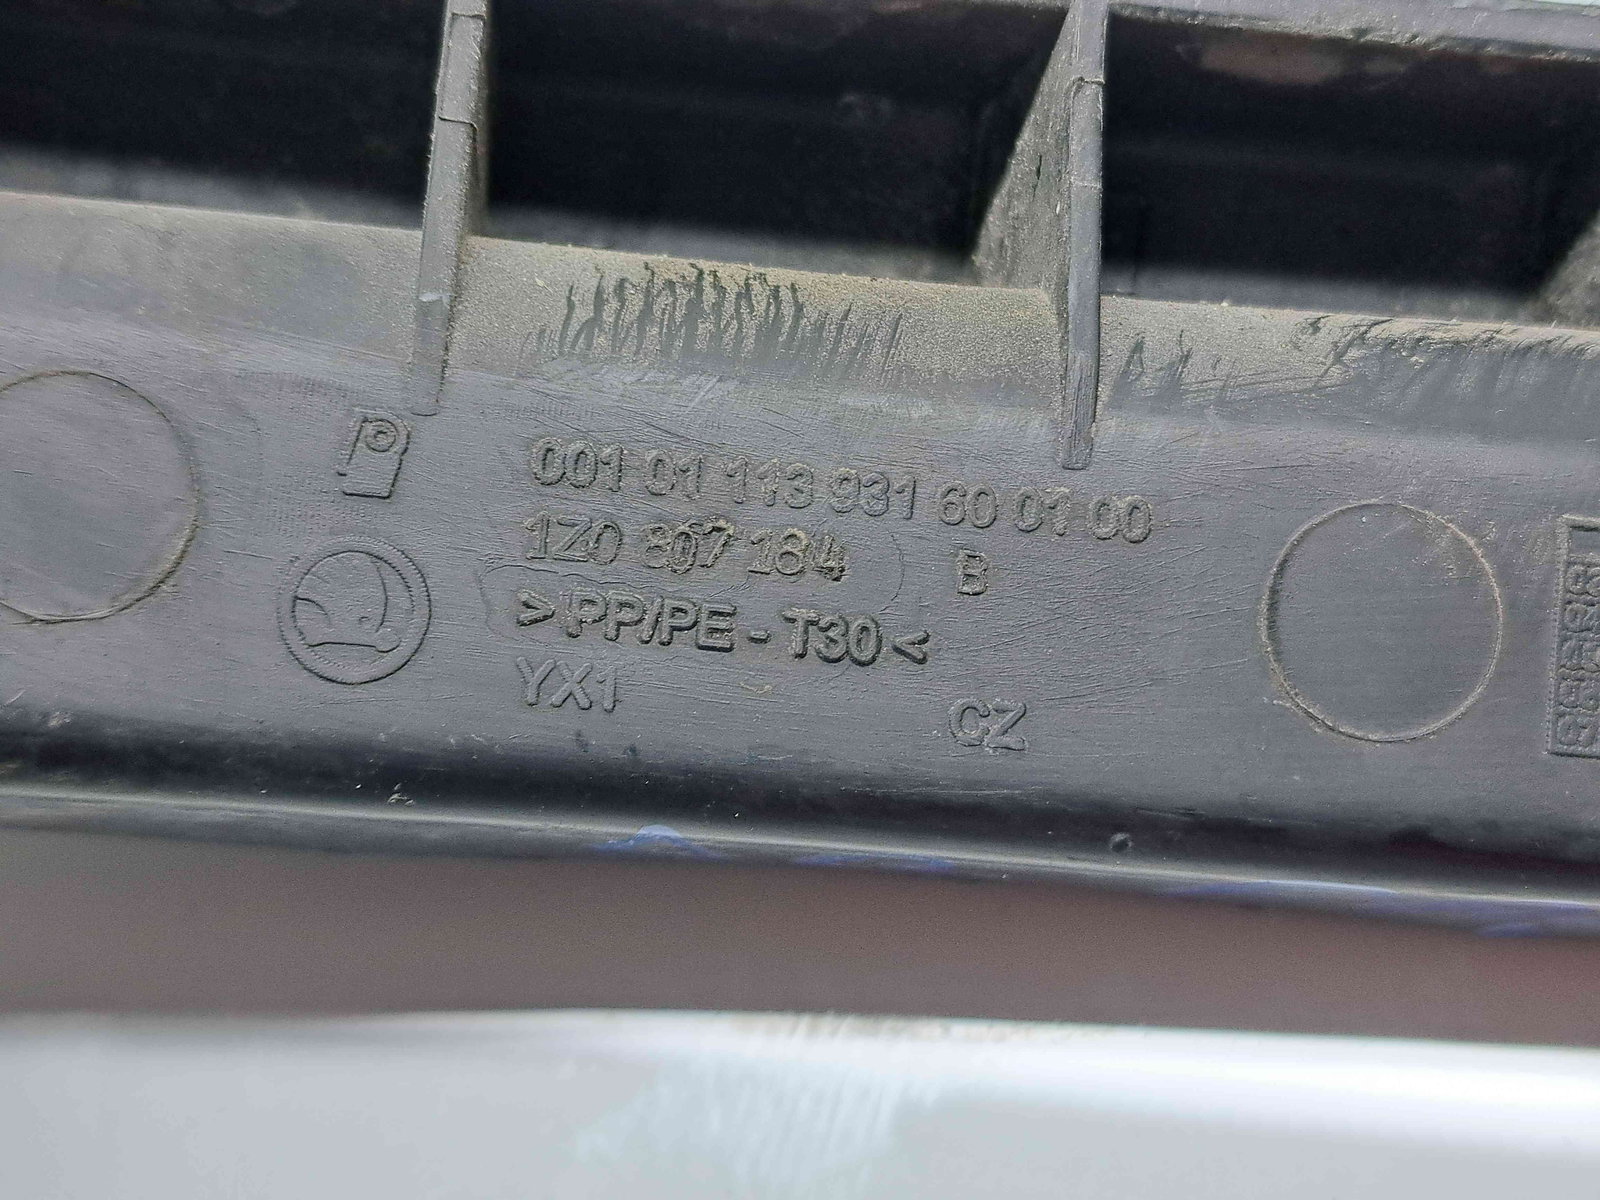 001 01 113 931 60 01 00
1Z0 807 184 B
>PP/PE-T30<
YX1 CZ